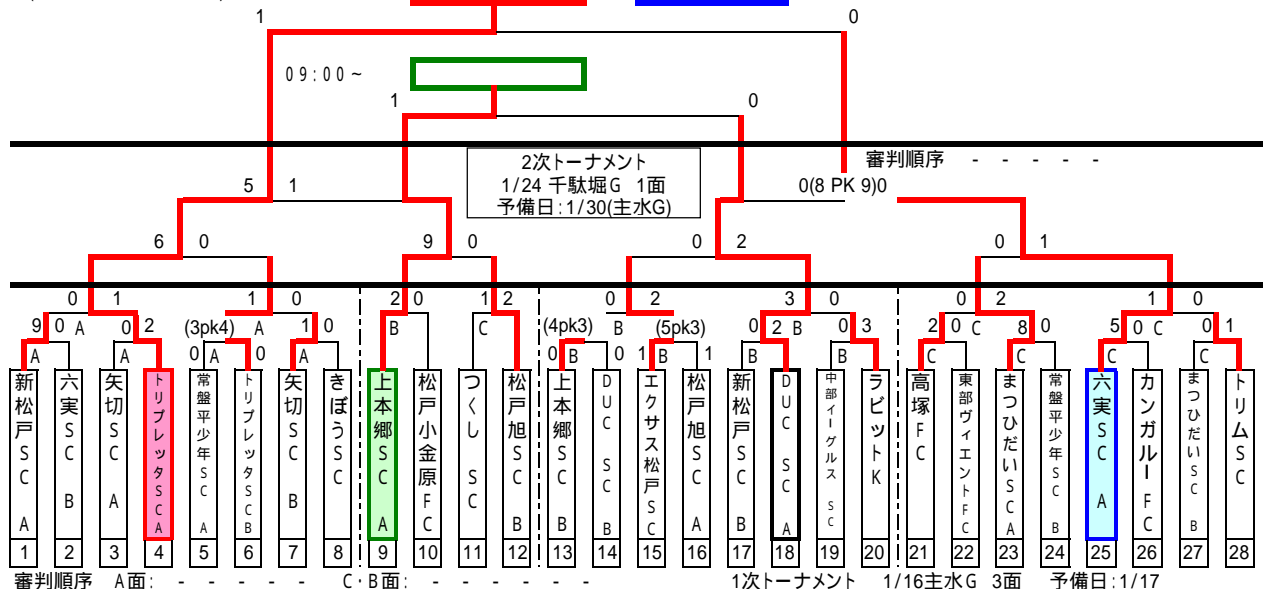 1 0
09:00～
1 0
2次トーナメント
1/24 千駄堀G 1面
予備日:1/30(主水G)
審判順序 - - - - -
5 1 0(8 PK 9)0
6 0 9 0 0 2 0 1
0 1 1 0 2 0 1 2 0 2 3 0 0 2 1 0
9 0 A 0 2 (3pk4) A 1 0 B C (4pk3) B (5pk3) 0 2 B 0 3 2 0 C 8 0 5 0 C 0 1
A A 0 A 0 A 0 B 0 1 B 1 B B C C C C
新松戸SC A
六実SC B
矢切SC A
トリプレッタSCA
常盤平少年SC A
トリプレッタSCB
矢切SC B
きぼうSC
上本郷SC A
松戸小金原FC
つくし SC
松戸旭SC B
上本郷SC B
DUC SC B
エクサス松戸SC
松戸旭SC A
新松戸SC B
DUC SC A
中部イーグルス SC
ラビットK
高塚FC
東部ヴィエントFC
まつひだいSCA
常盤平少年SC B
六実SC A
カンガルーFC
まつひだいSC B
トリムSC
1 2 3 4 5 6 7 8 9 10 11 12 13 14 15 16 17 18 19 20 21 22 23 24 25 26 27 28
審判順序 A面: - - - - - C・B面: - - - - - - 1次トーナメント 1/16主水G 3面 予備日:1/17